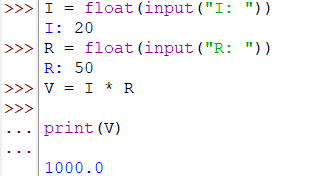 >>> I = float(input("I: "))
I: 20
>>> R = float(input("R: "))
R: 50
>>> V = I * R
>>>
... print(V)
...
1000.0